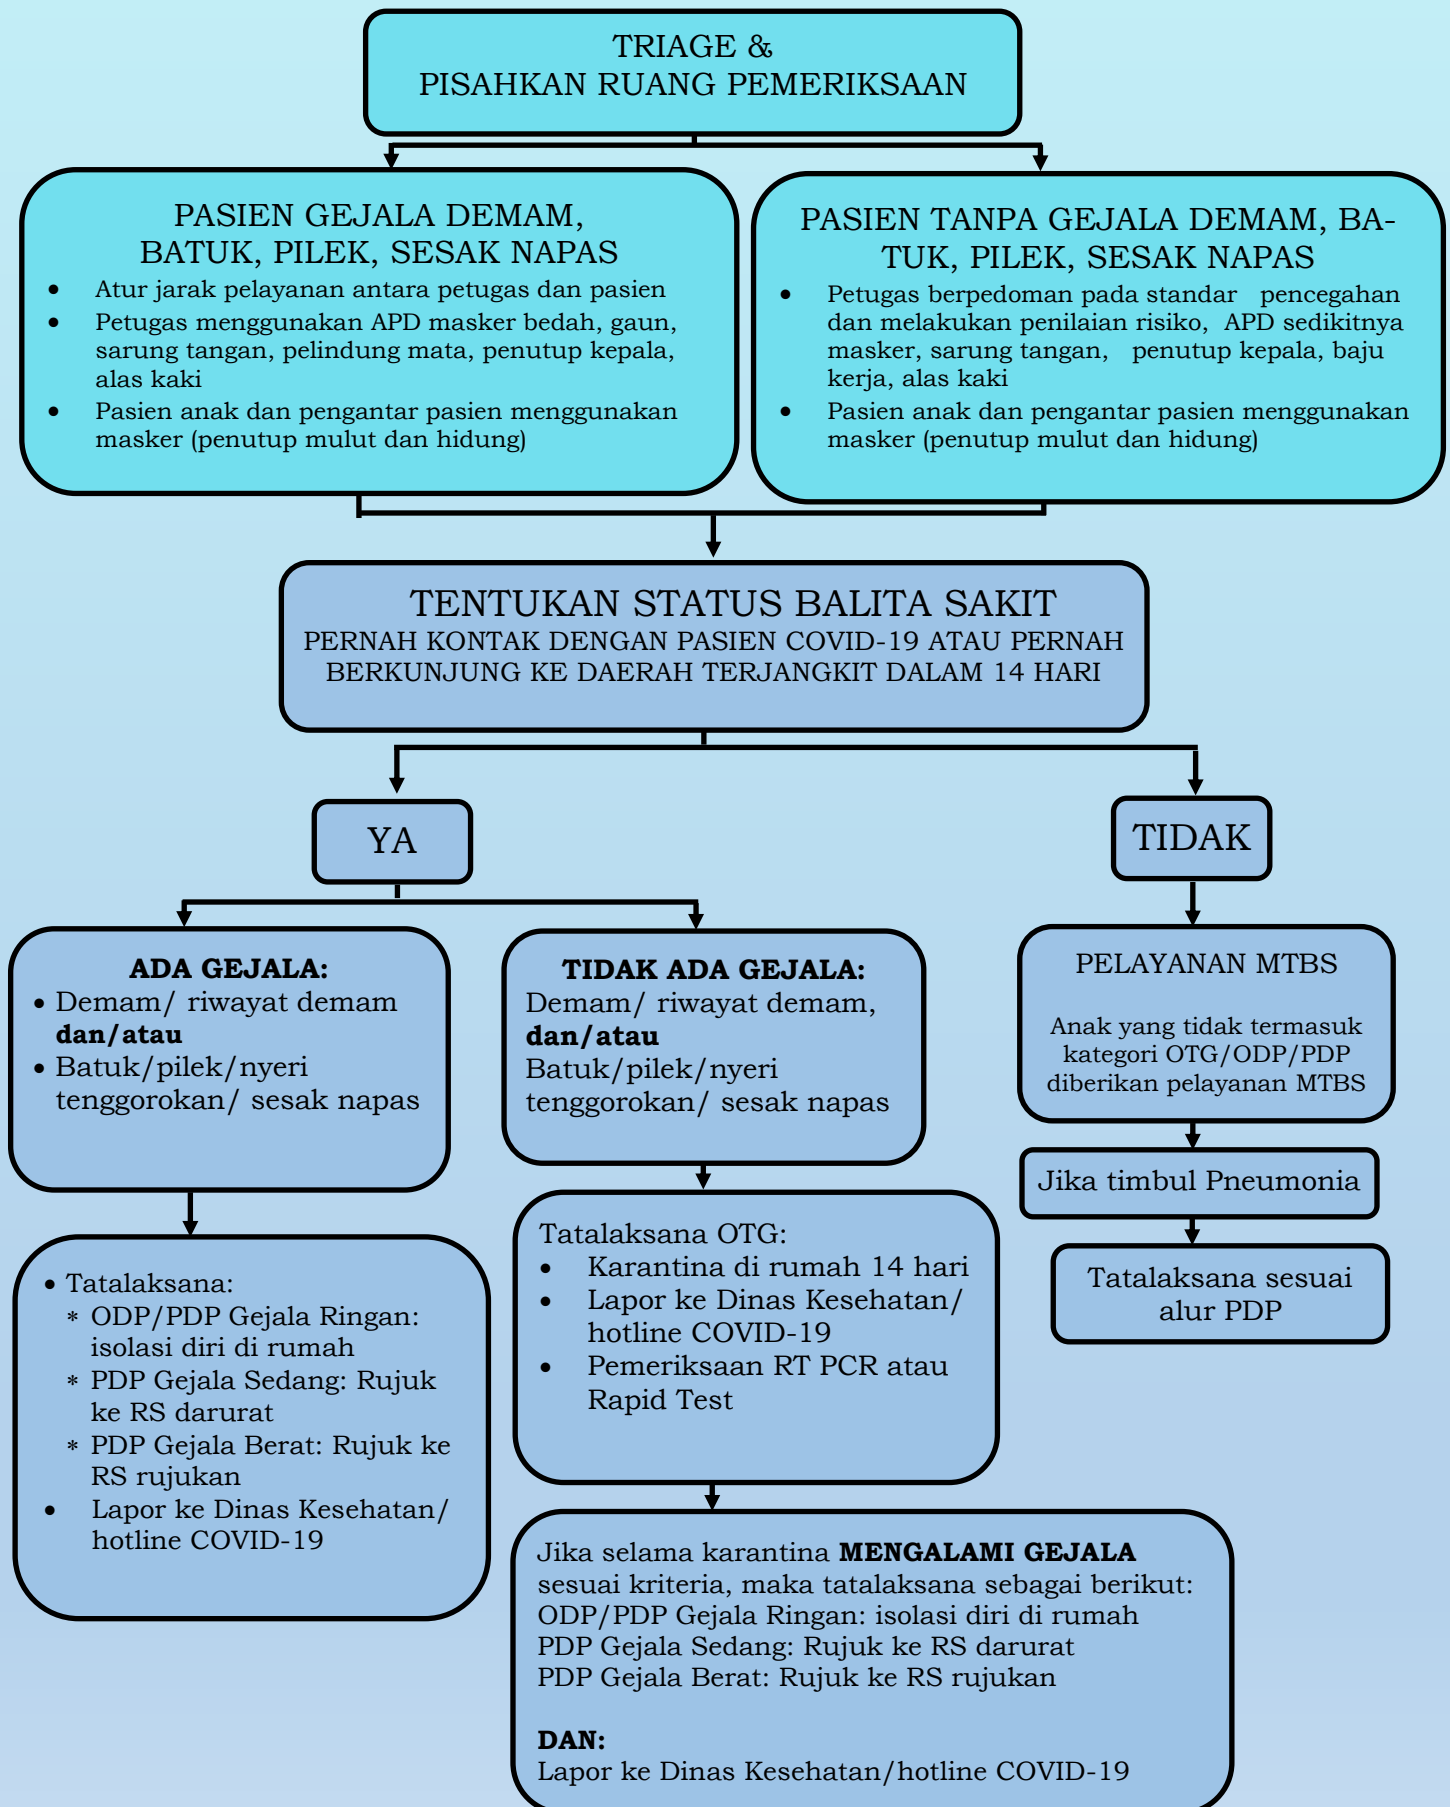 TRIAGE &
PISAHKAN RUANG PEMERIKSAAN
PASIEN GEJALA DEMAM,
BATUK, PILEK, SESAK NAPAS
• Atur jarak pelayanan antara petugas dan pasien
• Petugas menggunakan APD masker bedah, gaun,
sarung tangan, pelindung mata, penutup kepala,
alas kaki
• Pasien anak dan pengantar pasien menggunakan
masker (penutup mulut dan hidung)
PASIEN TANPA GEJALA DEMAM, BA-
TUK, PILEK, SESAK NAPAS
• Petugas berpedoman pada standar pencegahan
dan melakukan penilaian risiko, APD sedikitnya
masker, sarung tangan, penutup kepala, baju
kerja, alas kaki
• Pasien anak dan pengantar pasien menggunakan
masker (penutup mulut dan hidung)
TENTUKAN STATUS BALITA SAKIT
PERNAH KONTAK DENGAN PASIEN COVID-19 ATAU PERNAH
BERKUNJUNG KE DAERAH TERJANGKIT DALAM 14 HARI
YA
TIDAK
ADA GEJALA:
• Demam/ riwayat demam
dan/atau
• Batuk/pilek/nyeri
tenggorokan/ sesak napas
TIDAK ADA GEJALA:
Demam/ riwayat demam,
dan/atau
Batuk/pilek/nyeri
tenggorokan/ sesak napas
PELAYANAN MTBS
Anak yang tidak termasuk
kategori OTG/ODP/PDP
diberikan pelayanan MTBS
Jika timbul Pneumonia
Tatalaksana sesuai
alur PDP
• Tatalaksana:
* ODP/PDP Gejala Ringan:
isolasi diri di rumah
* PDP Gejala Sedang: Rujuk
ke RS darurat
* PDP Gejala Berat: Rujuk ke
RS rujukan
• Lapor ke Dinas Kesehatan/
hotline COVID-19
Tatalaksana OTG:
• Karantina di rumah 14 hari
• Lapor ke Dinas Kesehatan/
hotline COVID-19
• Pemeriksaan RT PCR atau
Rapid Test
Jika selama karantina MENGALAMI GEJALA
sesuai kriteria, maka tatalaksana sebagai berikut:
ODP/PDP Gejala Ringan: isolasi diri di rumah
PDP Gejala Sedang: Rujuk ke RS darurat
PDP Gejala Berat: Rujuk ke RS rujukan
DAN:
Lapor ke Dinas Kesehatan/hotline COVID-19